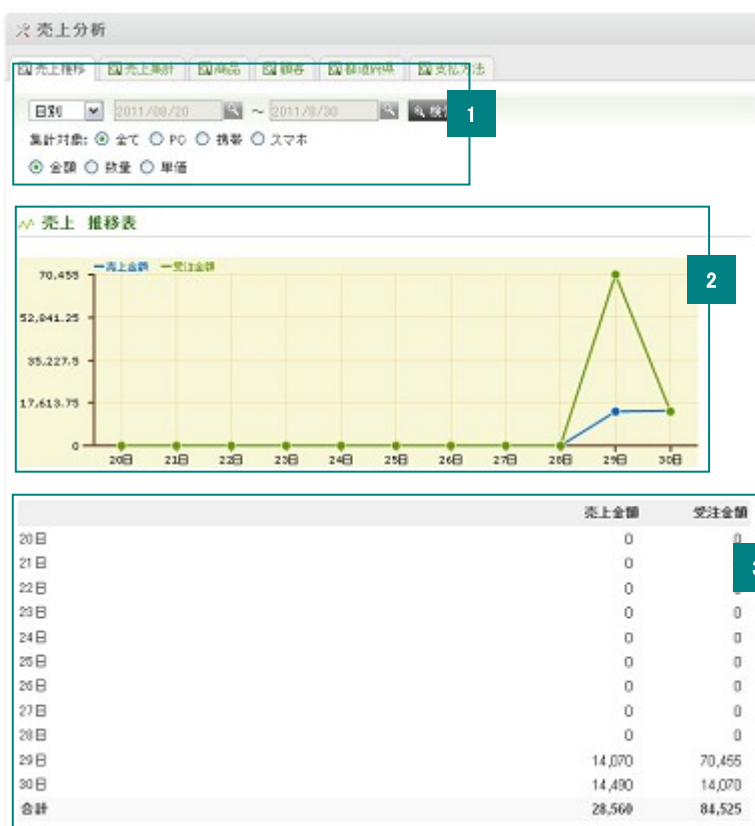 売上分析
売上推移 売上集計 商品 顧客 都道府県 支払方法
日別 2011/08/20 ~ 2011/8/30
1
集計対象: 全て PC 携帯 スマホ
金額 数量 単価
売上 推移表
売上金額 受注金額
2
70,455
52,841.25
35,227.5
17,613.75
0
20日 21日 22日 23日 24日 25日 26日 27日 28日 29日 30日
売上金額 受注金額
20日 0 0
21日 0
22日 0
23日 0 0
24日 0 0
25日 0 0
26日 0 0
27日 0 0
28日 0 0
29日 14,070 70,455
30日 14,490 14,070
合計 28,560 84,525